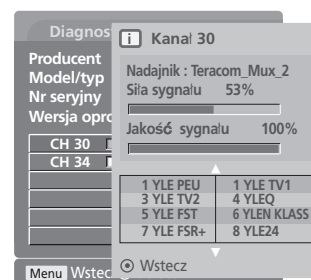 Diagnos
Producent
Model/typ
Nr seryjny
Wersja opro
CH 30
CH 34
Menu Wstec
i Kanał 30
Nadajnik : Teracom_Mux_2
Siła sygnału 53%
Jakość sygnału 100%
1 YLE PEU 1 YLE TV1
3 YLE TV2 4 YLEQ
5 YLE FST 6 YLEN KLASS
7 YLE FSR+ 8 YLE24
Wstecz